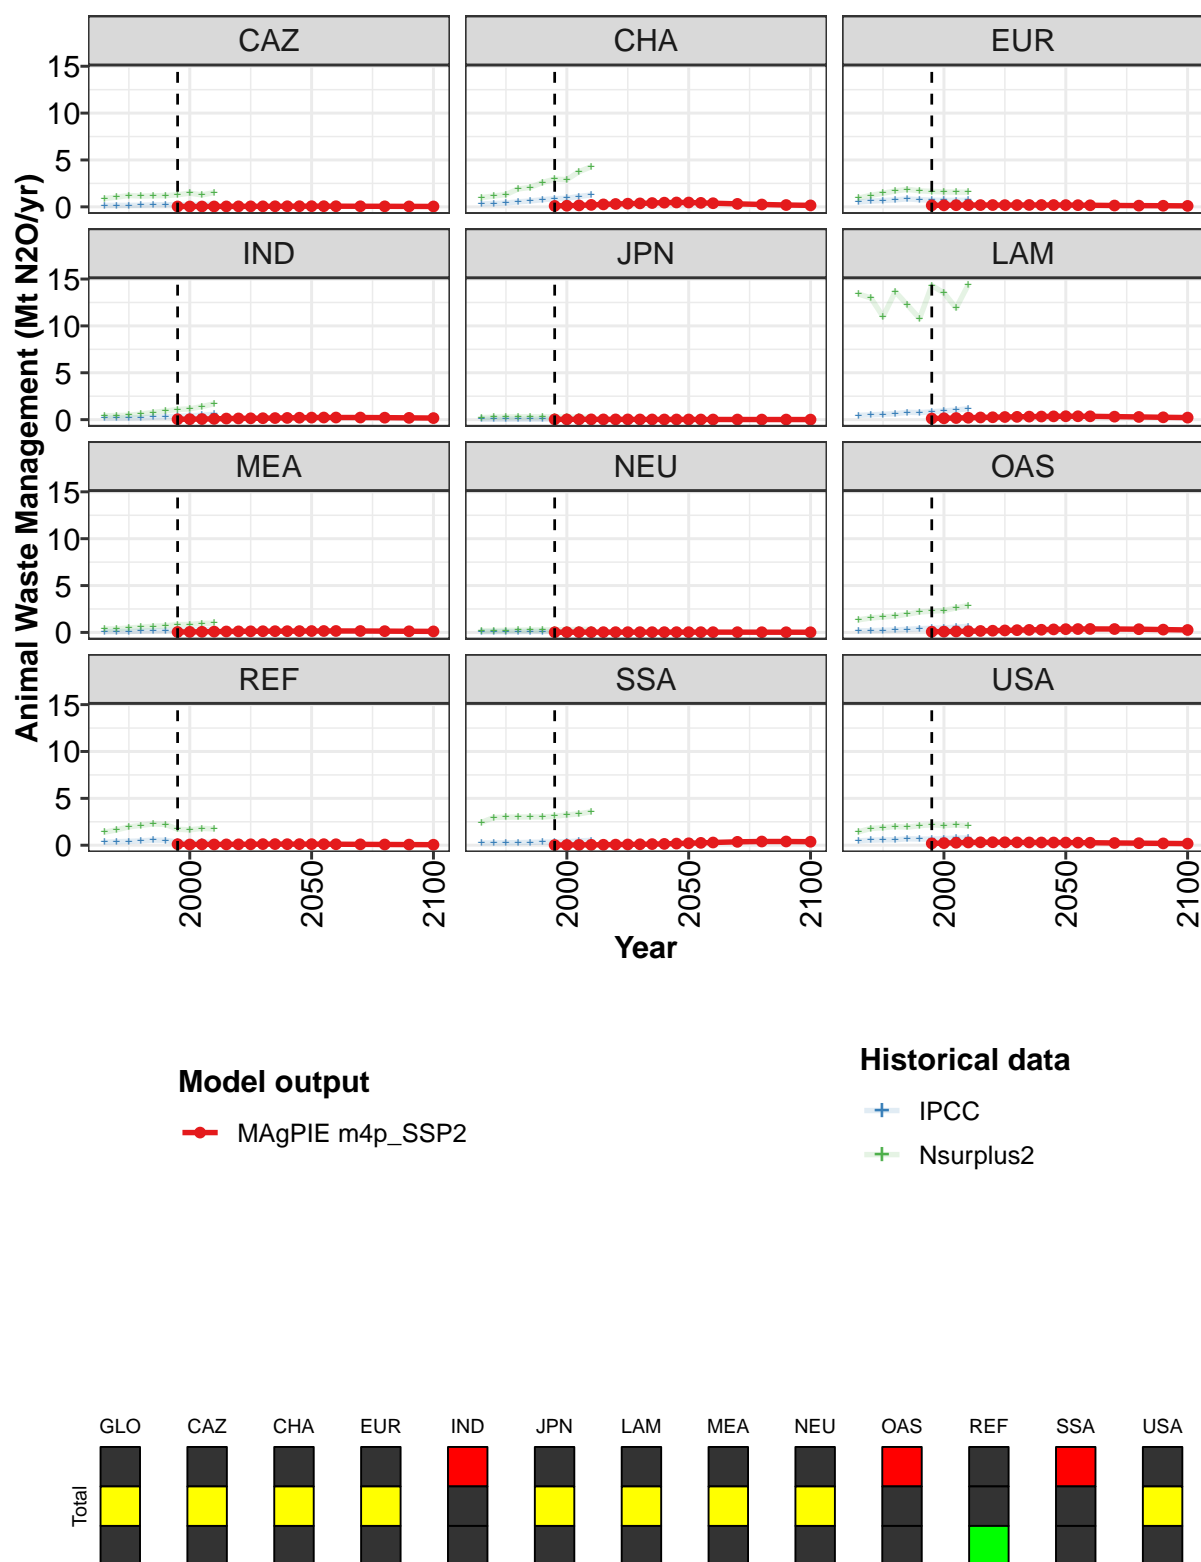 CAZ CHA EUR
15
10
5
0
IND JPN LAM
15
10
5
0
MEA NEU OAS
15
10
5
0
REF SSA USA
15
10
5
0
Animal Waste Management (Mt N2O/yr)
2000 2050 2100 2000 2050 2100 2000 2050 2100
Year
Model output
MAgPIE m4p_SSP2
Historical data
IPCC
Nsurplus2
GLO CAZ CHA EUR IND JPN LAM MEA NEU OAS REF SSA USA
Total